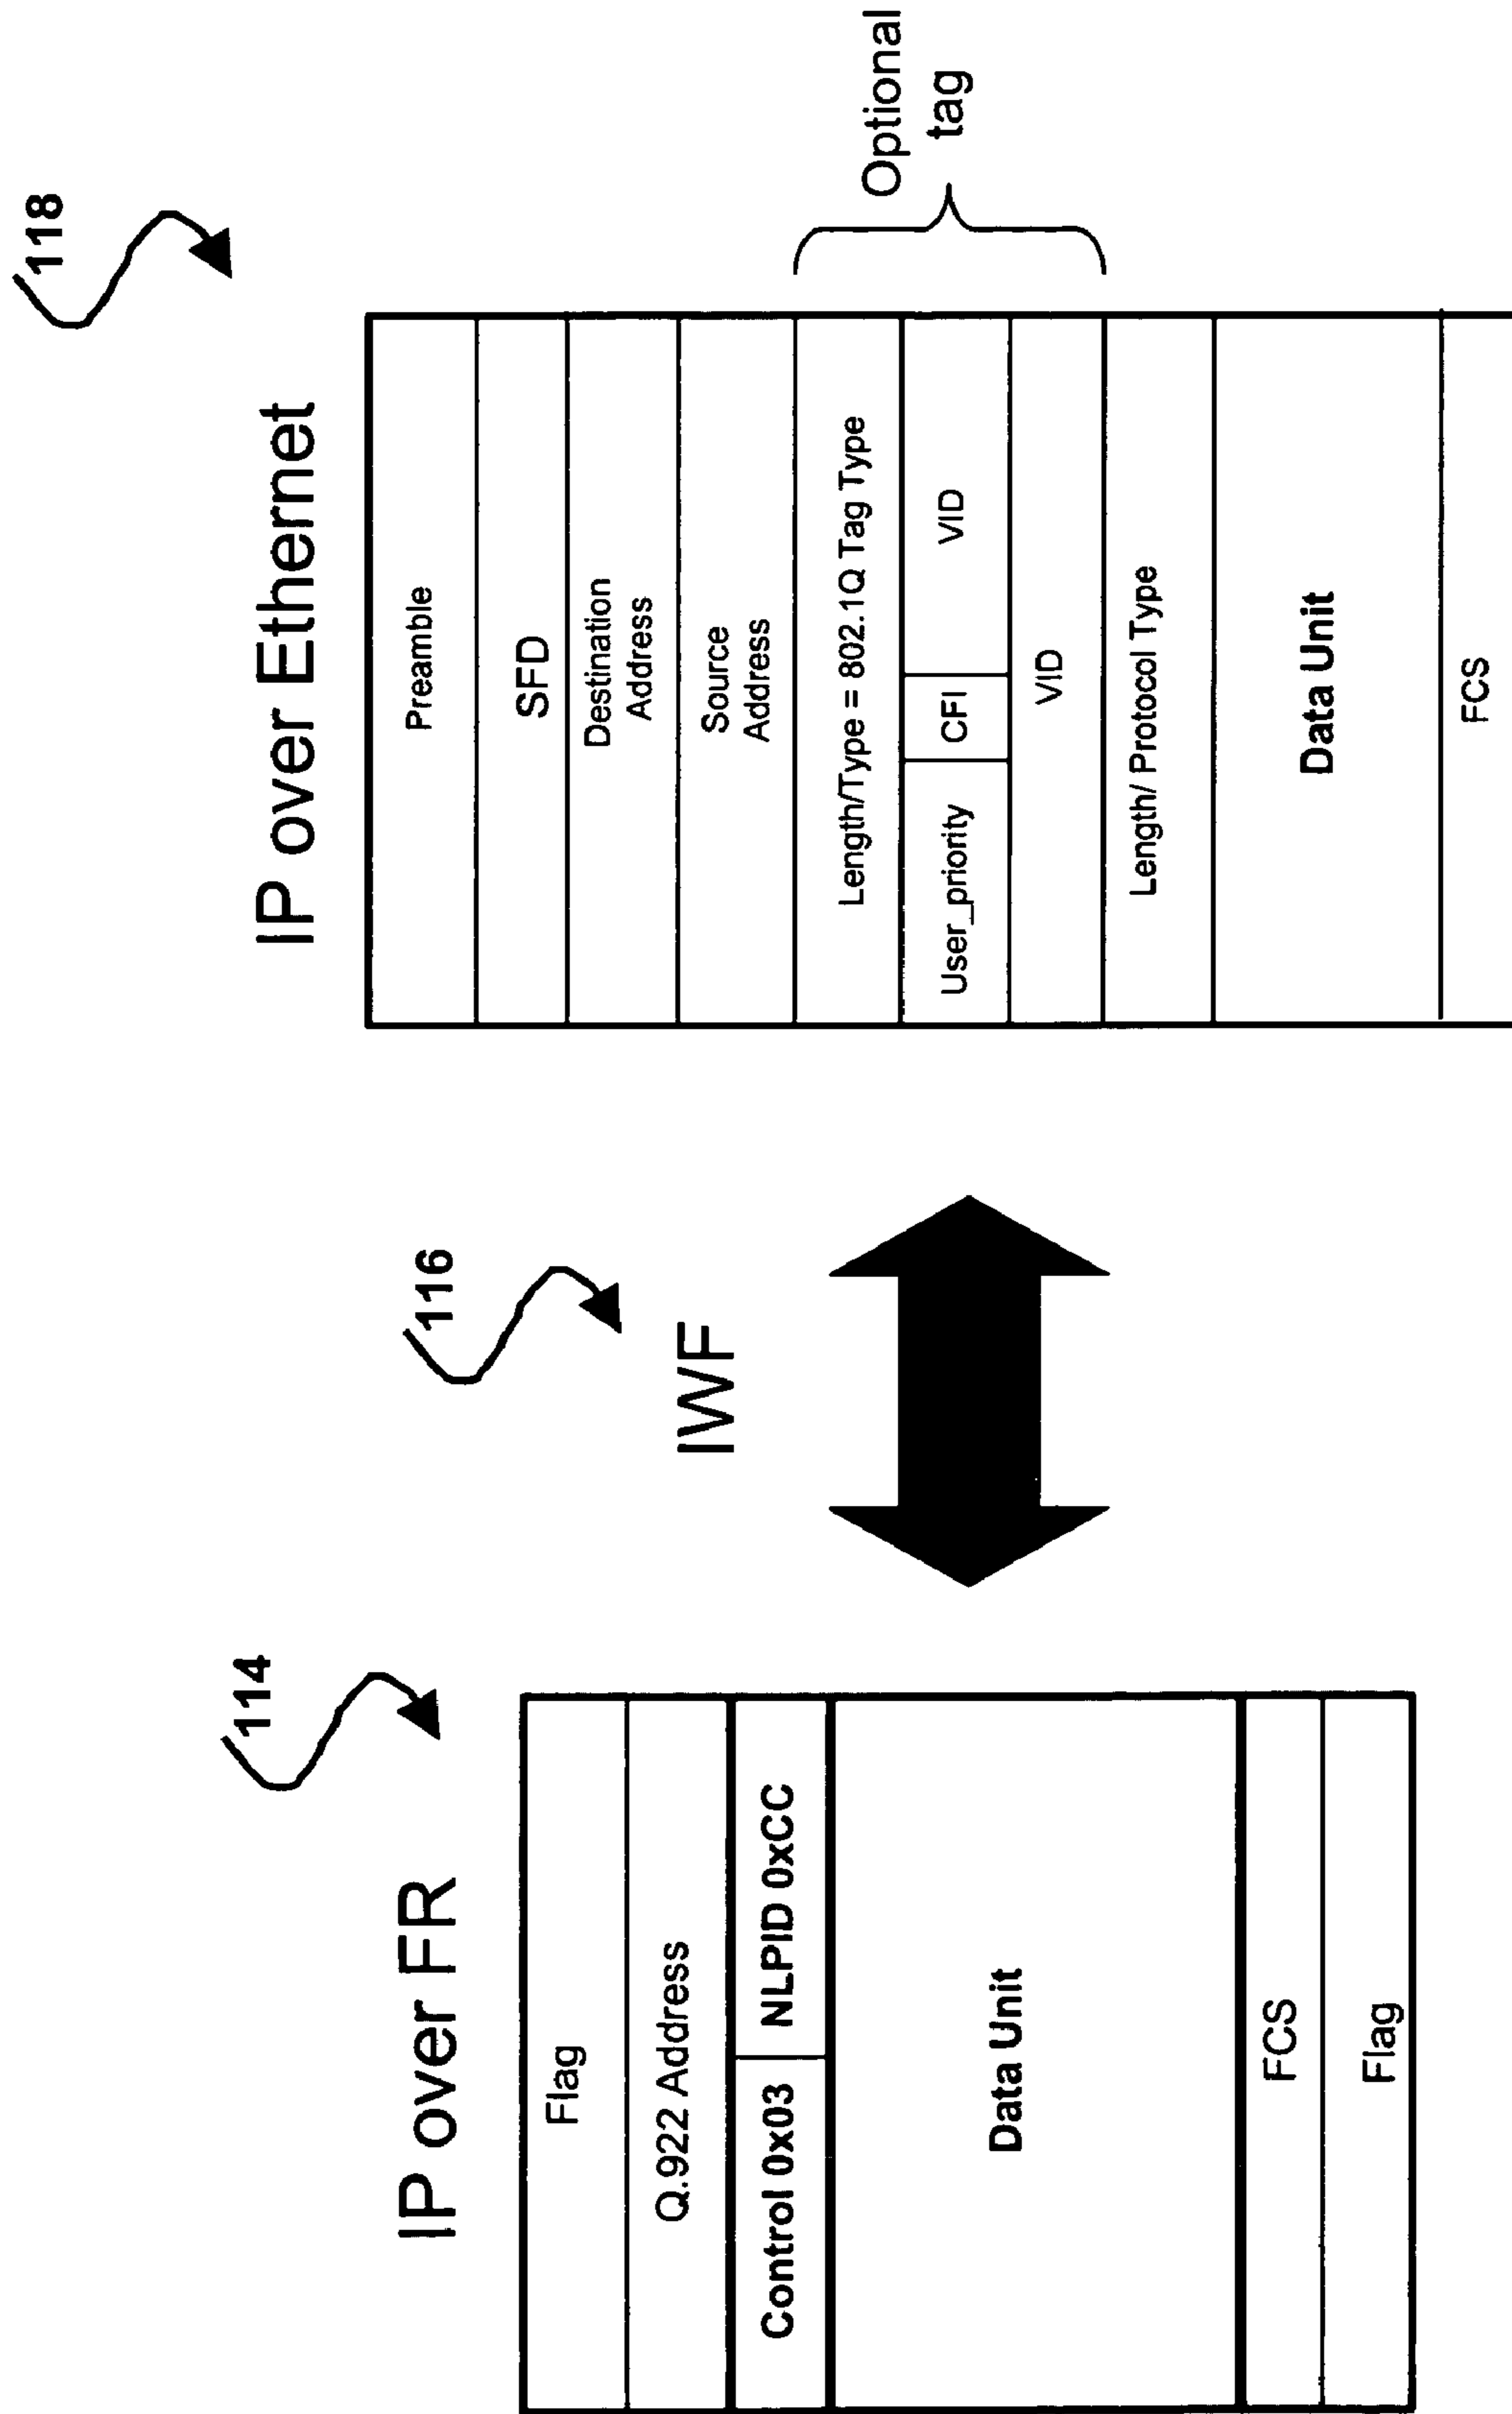 114
IP over FR
Flag
Q.922 Address
Control 0x03 NLPID 0xCC
Data Unit
FCS
Flag
116
IWF
118
IP over Ethernet
Preamble
SFD
Destination
Address
Source
Address
Length/Type = 802.1Q Tag Type
User_priority CFI VID
VID
Length/ Protocol Type
Data Unit
FCS
Optional
tag